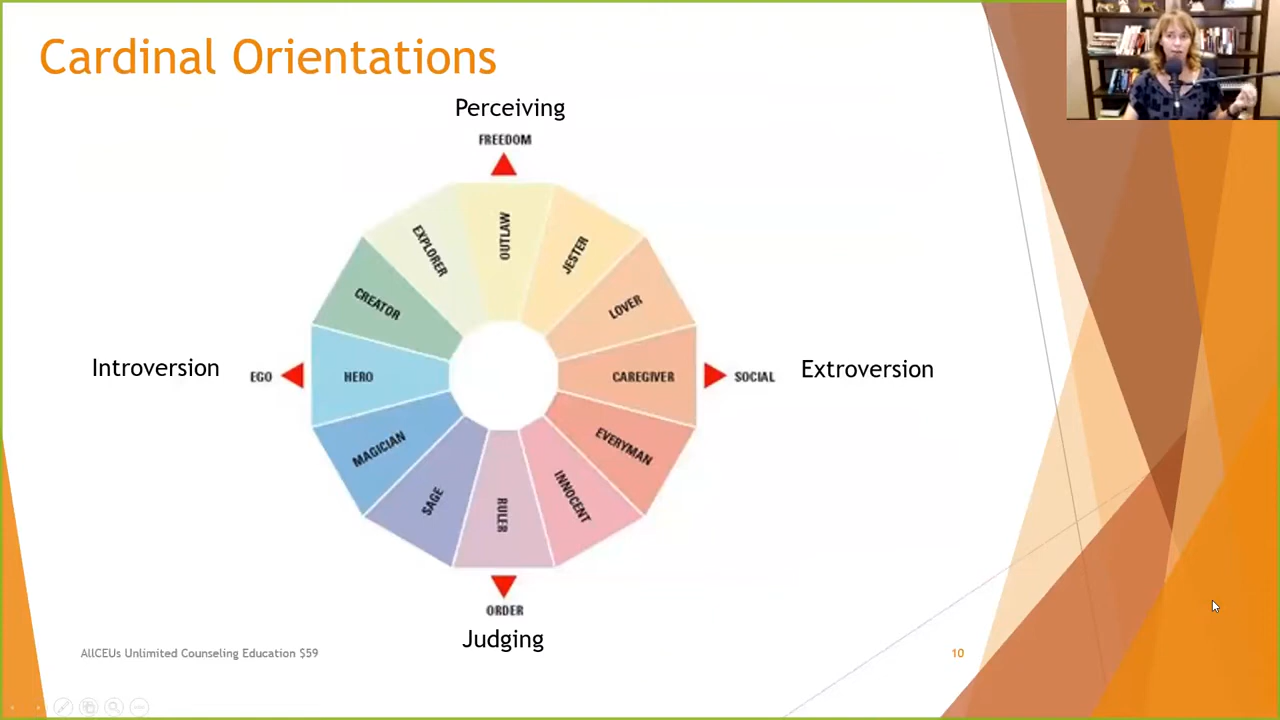 Cardinal Orientations
Perceiving
FREEDOM
OUTLAW
EXPLORER
JESTER
CREATOR
LOVER
Introversion
EGO
HERO
CAREGIVER
SOCIAL
Extroversion
MAGICIAN
EVERYMAN
SAGE
RULER
INNOCENT
ORDER
Judging
AllCEUs Unlimited Counseling Education $59
10